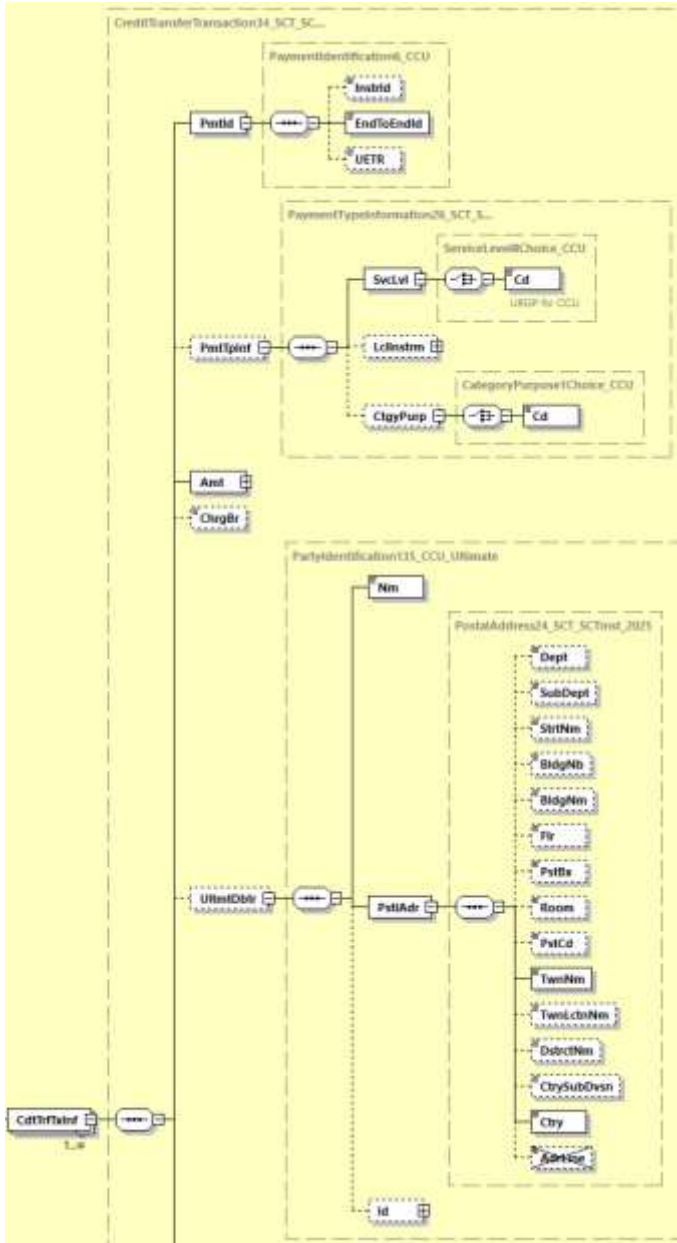 CreditTransferTransaction34_SCT_SC...
PaymentIdentification6_CCU
InstrId
PmtId
EndToEndId
UETR
PaymentTypeInformation26_SCT_S...
ServiceLevel8Choice_CCU
SvcLvl
Cd
URGP für CCU
PmtTpInf
LclInstrm
CategoryPurpose1Choice_CCU
CtgyPurp
Cd
Amt
ChrgBr
PartyIdentification135_CCU_Ultimate
Nm
PostalAddress24_SCT_SCTinst_2025
Dept
SubDept
StrtNm
BldgNb
BldgNm
Flr
PstBx
UltmtDbtr
PstlAdr
Room
PstCd
TwnNm
TwnLctnNm
DstrctNm
CtrySubDvsn
CdtTrfTxInf
Ctry
1..∞
AdrLine
Id